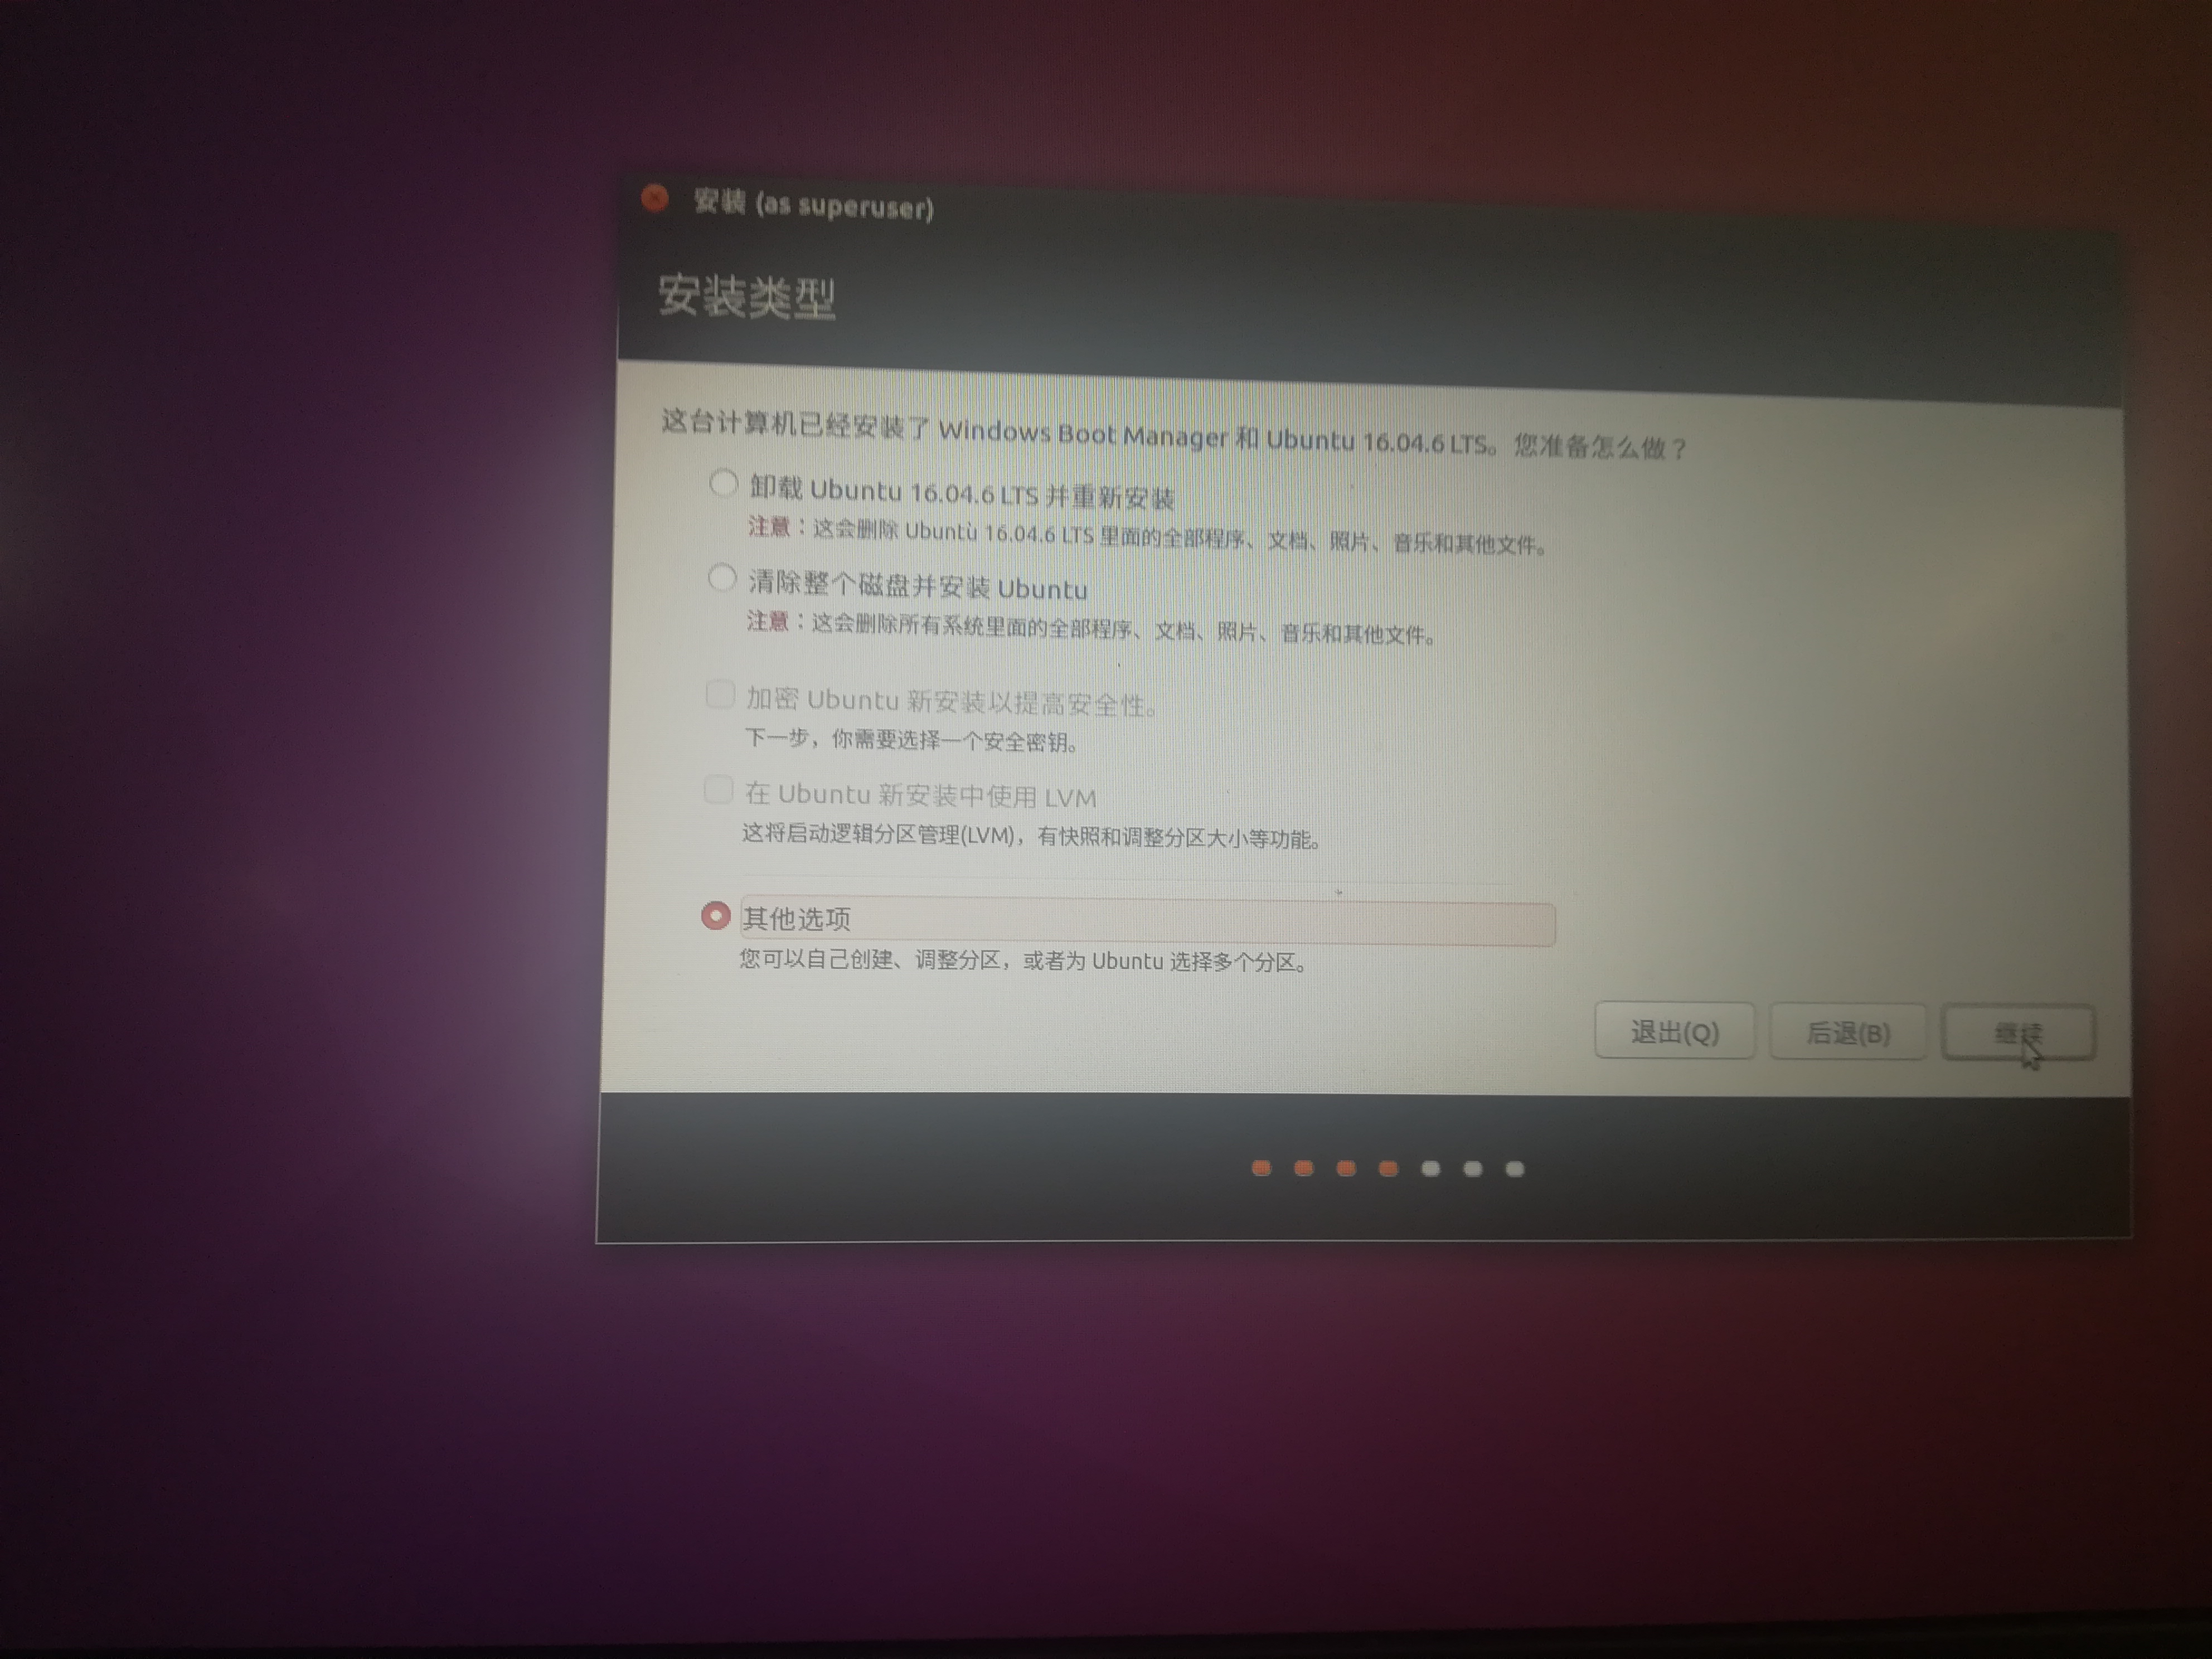 安装 (as superuser)
安装类型
这台计算机已经安装了 Windows Boot Manager 和 Ubuntu 16.04.6 LTS。您准备怎么做？
卸载 Ubuntu 16.04.6 LTS 并重新安装
注意：这会删除 Ubuntu 16.04.6 LTS 里面的全部程序、文档、照片、音乐和其他文件。
清除整个磁盘并安装 Ubuntu
注意：这会删除所有系统里面的全部程序、文档、照片、音乐和其他文件。
加密 Ubuntu 新安装以提高安全性。
下一步，你需要选择一个安全密钥。
在 Ubuntu 新安装中使用 LVM
这将启动逻辑分区管理(LVM)，有快照和调整分区大小等功能。
其他选项
您可以自己创建、调整分区，或者为 Ubuntu 选择多个分区。
退出(Q) 后退(B) 继续